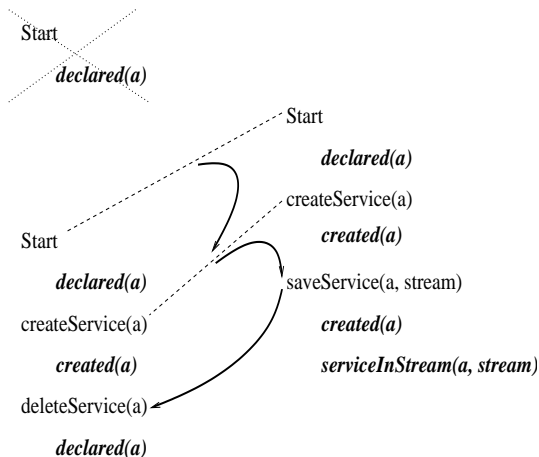 Start
declared(a)
Start
declared(a)
createService(a)
created(a)
saveService(a, stream)
created(a)
serviceInStream(a, stream)
Start
declared(a)
createService(a)
created(a)
deleteService(a)
declared(a)